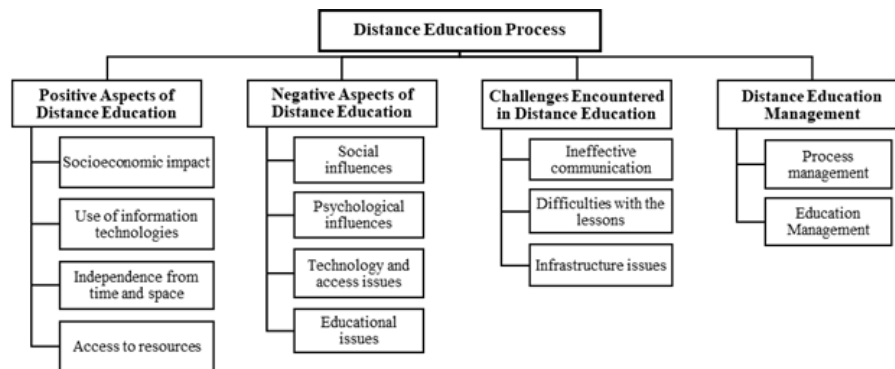 Distance Education Process
Positive Aspects of
Distance Education
Socioeconomic impact
Use of information
technologies
Independence from
time and space
Access to resources
Negative Aspects of
Distance Education
Social
influences
Psychological
influences
Technology and
access issues
Educational
issues
Challenges Encountered
in Distance Education
Ineffective
communication
Difficulties with the
lessons
Infrastructure issues
Distance Education
Management
Process
management
Education
Management